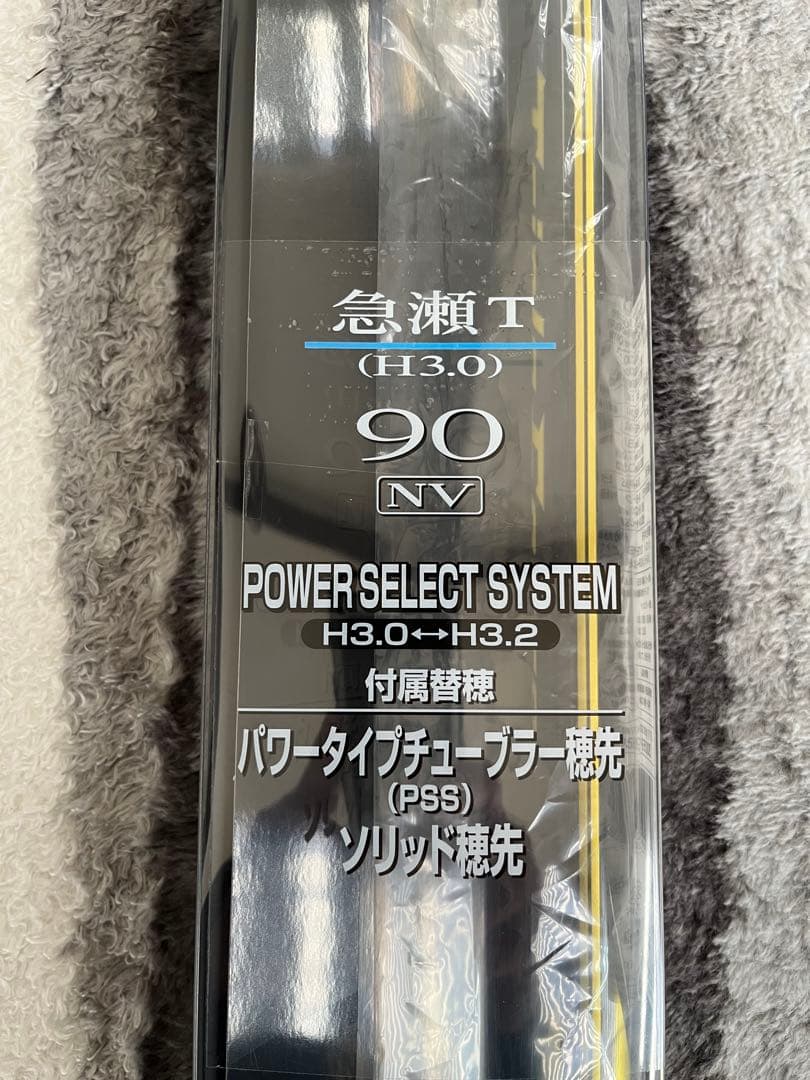 急瀬T
(H3.0)
90
NV
POWER SELECT SYSTEM
H3.0↔H3.2
付属替穂
パワータイプチューブラー穂先
(PSS)
ソリッド穂先